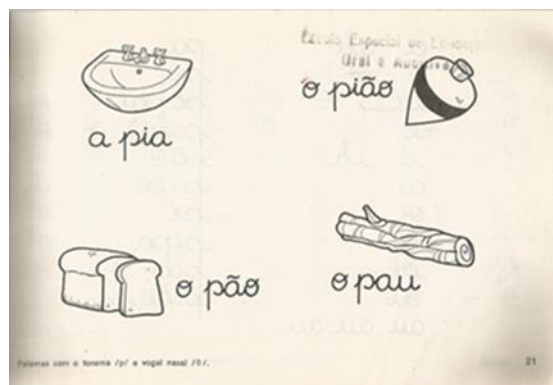 Escola Especial de Educação
Oral e Auditiva
a pia
o pião
o pão
o pau
Palavras com o fonema /p/ e vogal nasal /õ/.
21